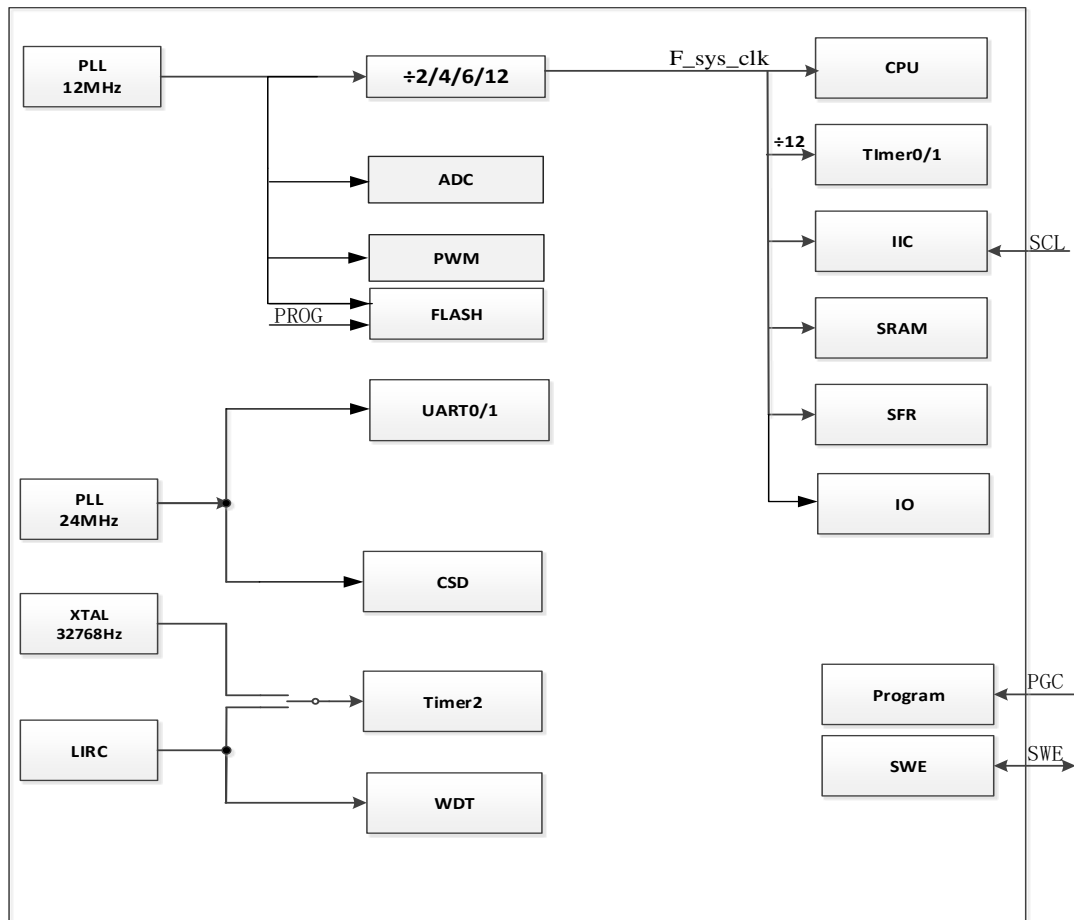 PLL
12MHz
÷2/4/6/12
F_sys_clk
CPU
÷12
TImer0/1
ADC
IIC
SCL
PWM
FLASH
PROG
SRAM
UART0/1
SFR
PLL
24MHz
IO
CSD
XTAL
32768Hz
Timer2
Program
PGC
LIRC
SWE
SWE
WDT